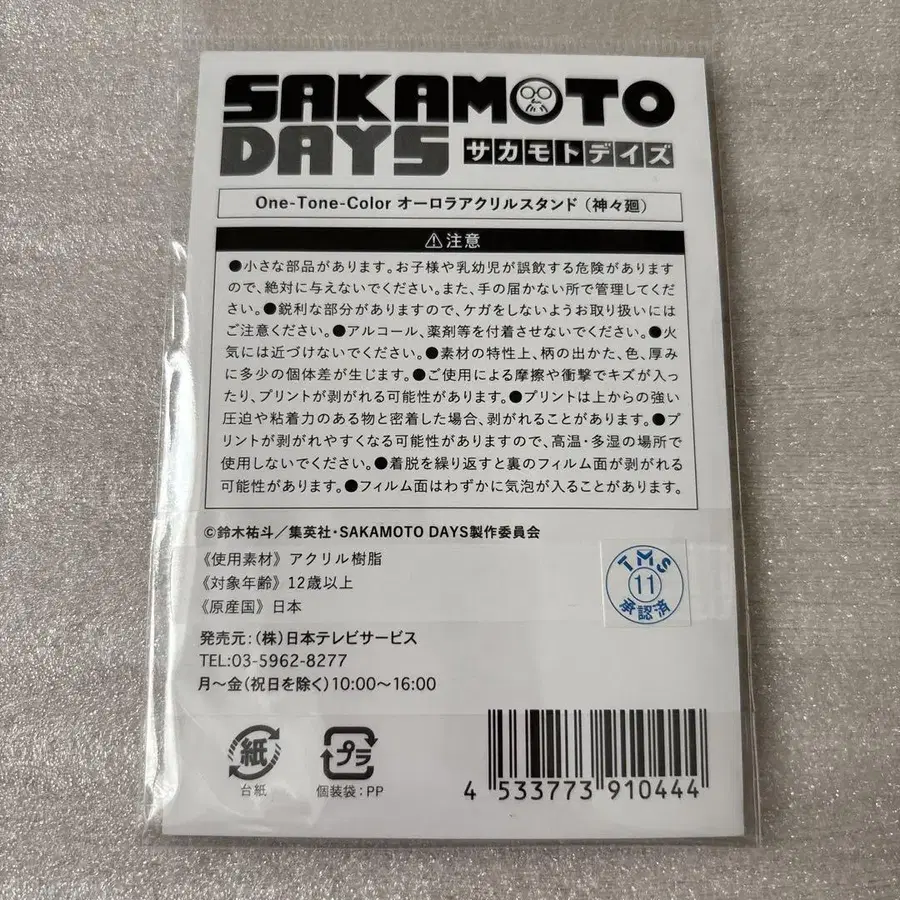 SAKAMOTO
DAYS サカモトデイズ
One-Tone-Color オーロラアクリルスタンド（神々廻）
⚠注意
●小さな部品があります。お子様や乳幼児が誤飲する危険があります
ので、絶対に与えないでください。また、手の届かない所で管理してく
ださい。●鋭利な部分がありますので、ケガをしないようお取り扱いには
ご注意ください。●アルコール、薬剤等を付着させないでください。●火
気には近づけないでください。●素材の特性上、柄の出かた、色、厚み
に多少の個体差が生じます。●ご使用による摩擦や衝撃でキズが入っ
たり、プリントが剥がれる可能性があります。●プリントは上からの強い
圧迫や粘着力のある物と密着した場合、剥がれることがあります。●プ
リントが剥がれやすくなる可能性がありますので、高温・多湿の場所で
使用しないでください。●着脱を繰り返すと裏のフィルム面が剥がれる
可能性があります。●フィルム面はわずかに気泡が入ることがあります。
©鈴木祐斗／集英社・SAKAMOTO DAYS製作委員会
《使用素材》アクリル樹脂
《対象年齢》12歳以上
《原産国》日本
TMS
11
承認済
発売元：（株）日本テレビサービス
TEL:03-5962-8277
月〜金（祝日を除く）10:00〜16:00
紙
台紙
プラ
個装袋：PP
4 533773 910444